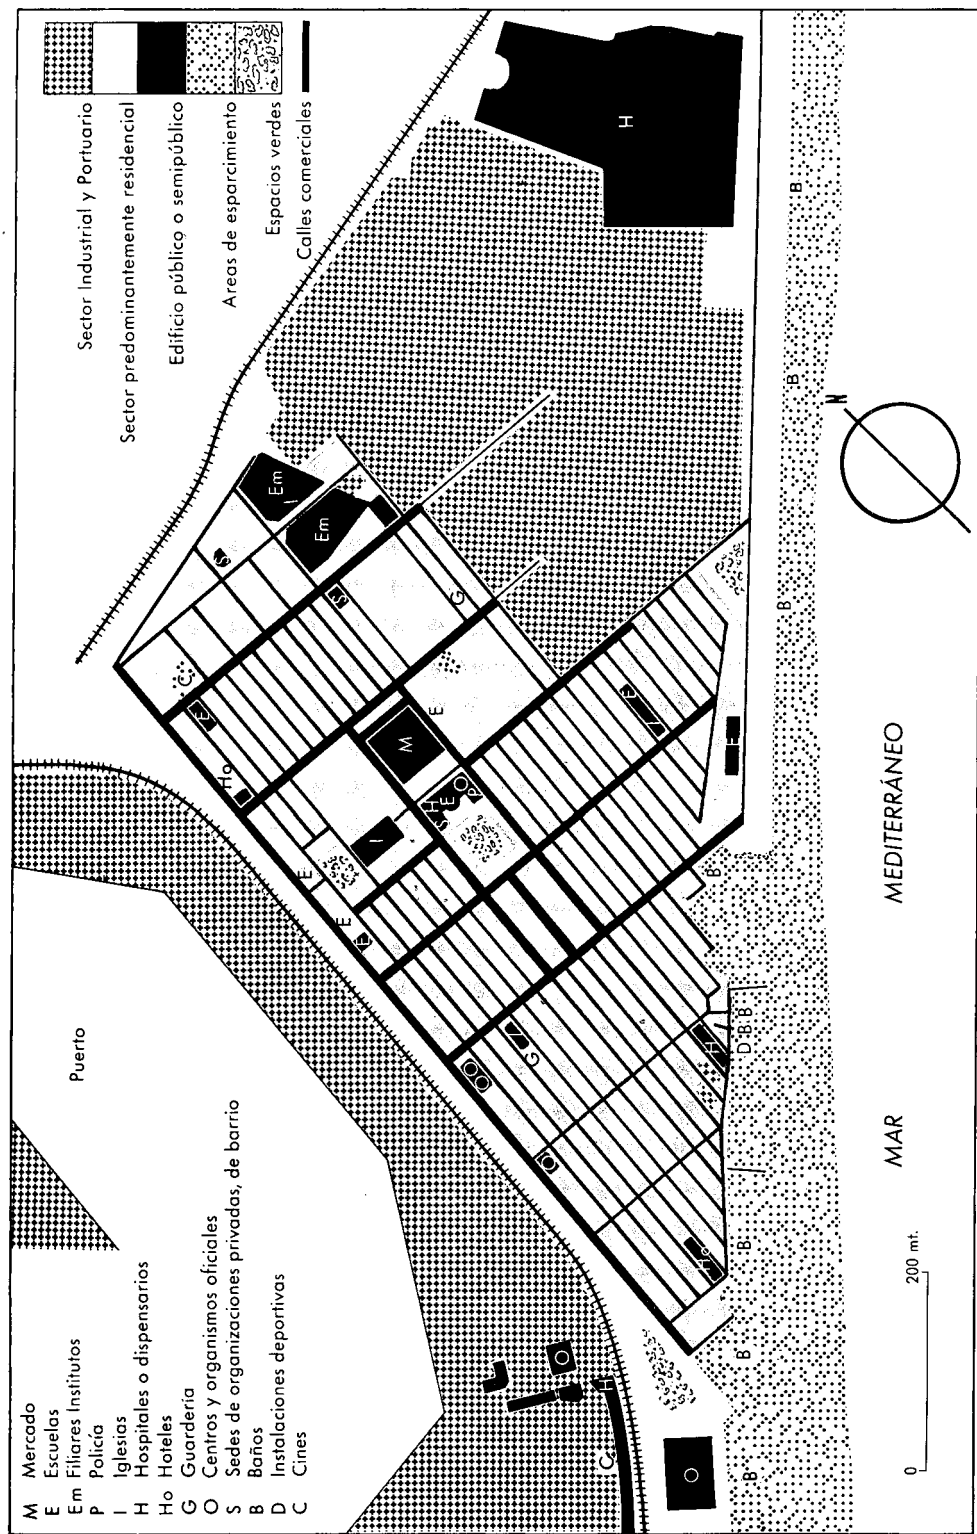 M Mercado
E Escuelas
Em Filiares Institutos
P Policía
I Iglesias
H Hospitales o dispensarios
Ho Hoteles
G Guardería
O Centros y organismos oficiales
S Sedes de organizaciones privadas, de barrio
B Baños
D Instalaciones deportivas
C Cines
Puerto
Sector Industrial y Portuario
Sector predominantemente residencial
Edificio público o semipúblico
Areas de esparcimiento
Espacios verdes
Calles comerciales
C
E
S
Em
I
Em
Ho
S
G
H
E
M
E
E
I
E
E
H
S
E
O
P
O
O
I
G
O
O
H
C
O
E
I
E
H
Ho
B
D
B
B
B
B
B
B
B
B
N
MAR MEDITERRÁNEO
0 200 mt.